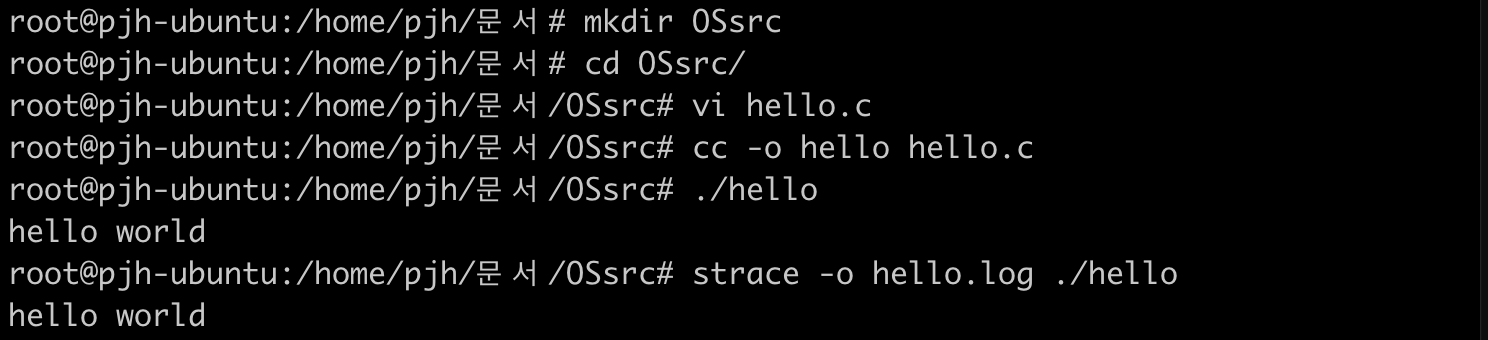 root@pjh-ubuntu:/home/pjh/문서# mkdir OSsrc
root@pjh-ubuntu:/home/pjh/문서# cd OSsrc/
root@pjh-ubuntu:/home/pjh/문서/OSsrc# vi hello.c
root@pjh-ubuntu:/home/pjh/문서/OSsrc# cc -o hello hello.c
root@pjh-ubuntu:/home/pjh/문서/OSsrc# ./hello
hello world
root@pjh-ubuntu:/home/pjh/문서/OSsrc# strace -o hello.log ./hello
hello world